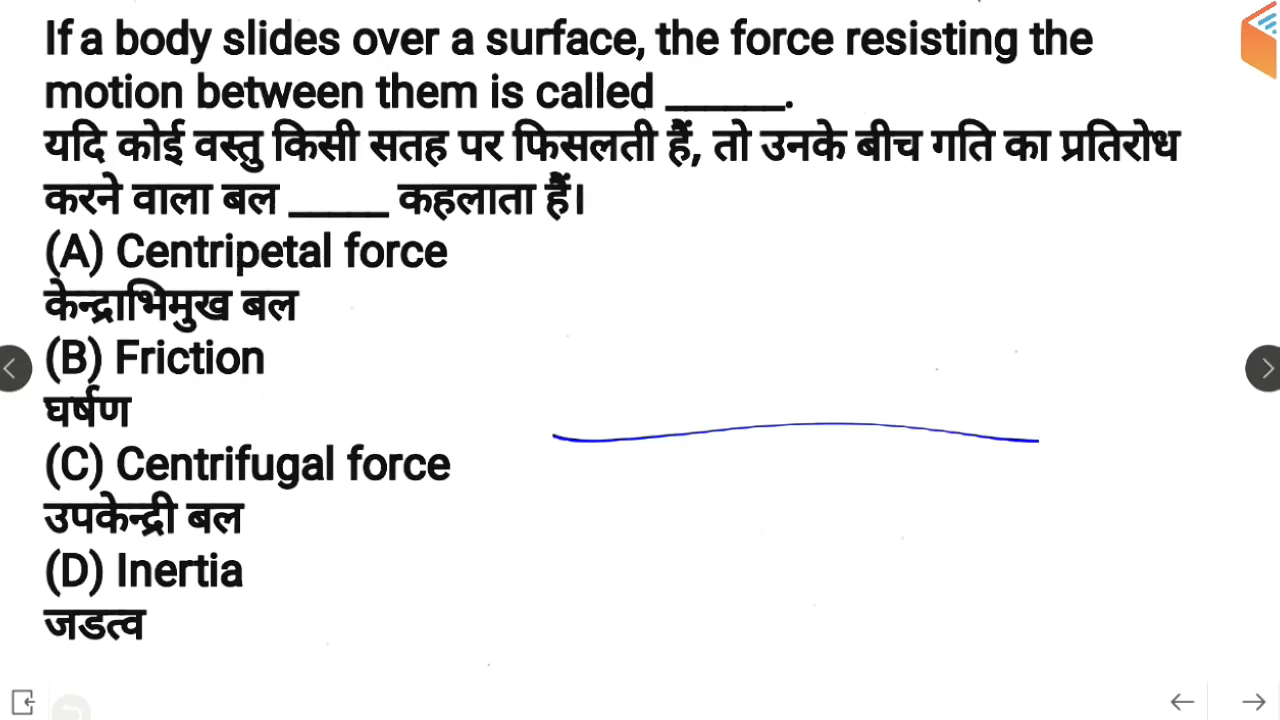 If a body slides over a surface, the force resisting the
motion between them is called ______.
यदि कोई वस्तु किसी सतह पर फिसलती हैं, तो उनके बीच गति का प्रतिरोध
करने वाला बल _____ कहलाता हैं।
(A) Centripetal force
केन्द्राभिमुख बल
(B) Friction
घर्षण
(C) Centrifugal force
उपकेन्द्री बल
(D) Inertia
जडत्व